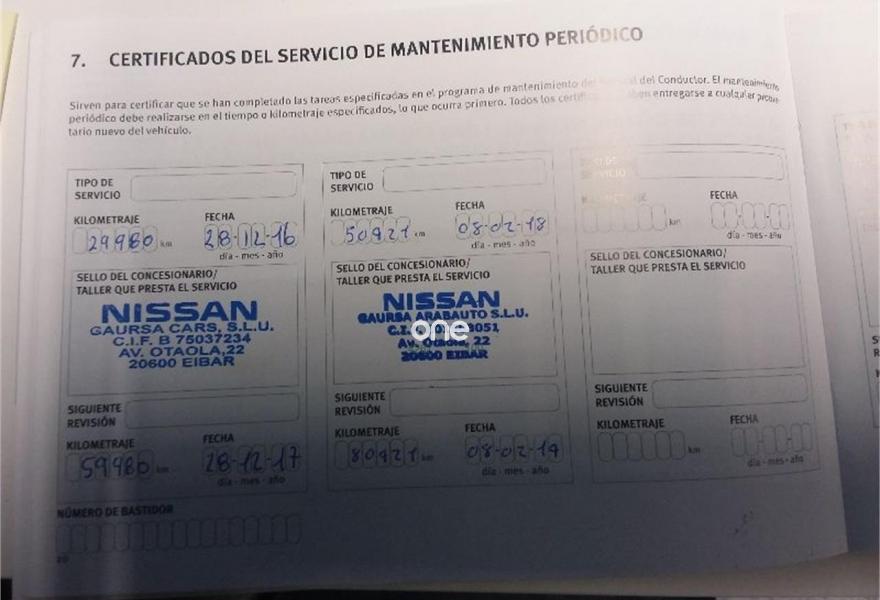 7. CERTIFICADOS DEL SERVICIO DE MANTENIMIENTO PERIÓDICO
Sirven para certificar que se han completado las tareas especificadas en el programa de mantenimiento del Manual del Conductor. El mantenimiento
periódico debe realizarse en el tiempo o kilometraje especificados, lo que ocurra primero. Todos los entregarse a cualquier propie-
tario nuevo del vehículo.
TIPO DE
SERVICIO
KILOMETRAJE FECHA
29980 km 28-12-16
día - mes - año
SELLO DEL CONCESIONARIO/
TALLER QUE PRESTA EL SERVICIO
NISSAN
GAURSA CARS, S.L.U.
C.I.F. B 75037234
AV. OTAOLA,22
20600 EIBAR
SIGUIENTE
REVISIÓN
KILOMETRAJE FECHA
59980 km 28-12-17
día - mes - año
NÚMERO DE BASTIDOR
20
TIPO DE
SERVICIO
KILOMETRAJE FECHA
50921 km 08-02-18
día - mes - año
SELLO DEL CONCESIONARIO/
TALLER QUE PRESTA EL SERVICIO
NISSAN
GAURSA ARABAUTO S.L.U.
one
AV. Otaola, 22
20600 EIBAR
SIGUIENTE
REVISIÓN
KILOMETRAJE FECHA
80921 km 08-02-19
día - mes - año
TIPO DE
SERVICIO
KILOMETRAJE FECHA
km
día - mes - año
SELLO DEL CONCESIONARIO/
TALLER QUE PRESTA EL SERVICIO
SIGUIENTE
REVISIÓN
KILOMETRAJE FECHA
km
día - mes - año